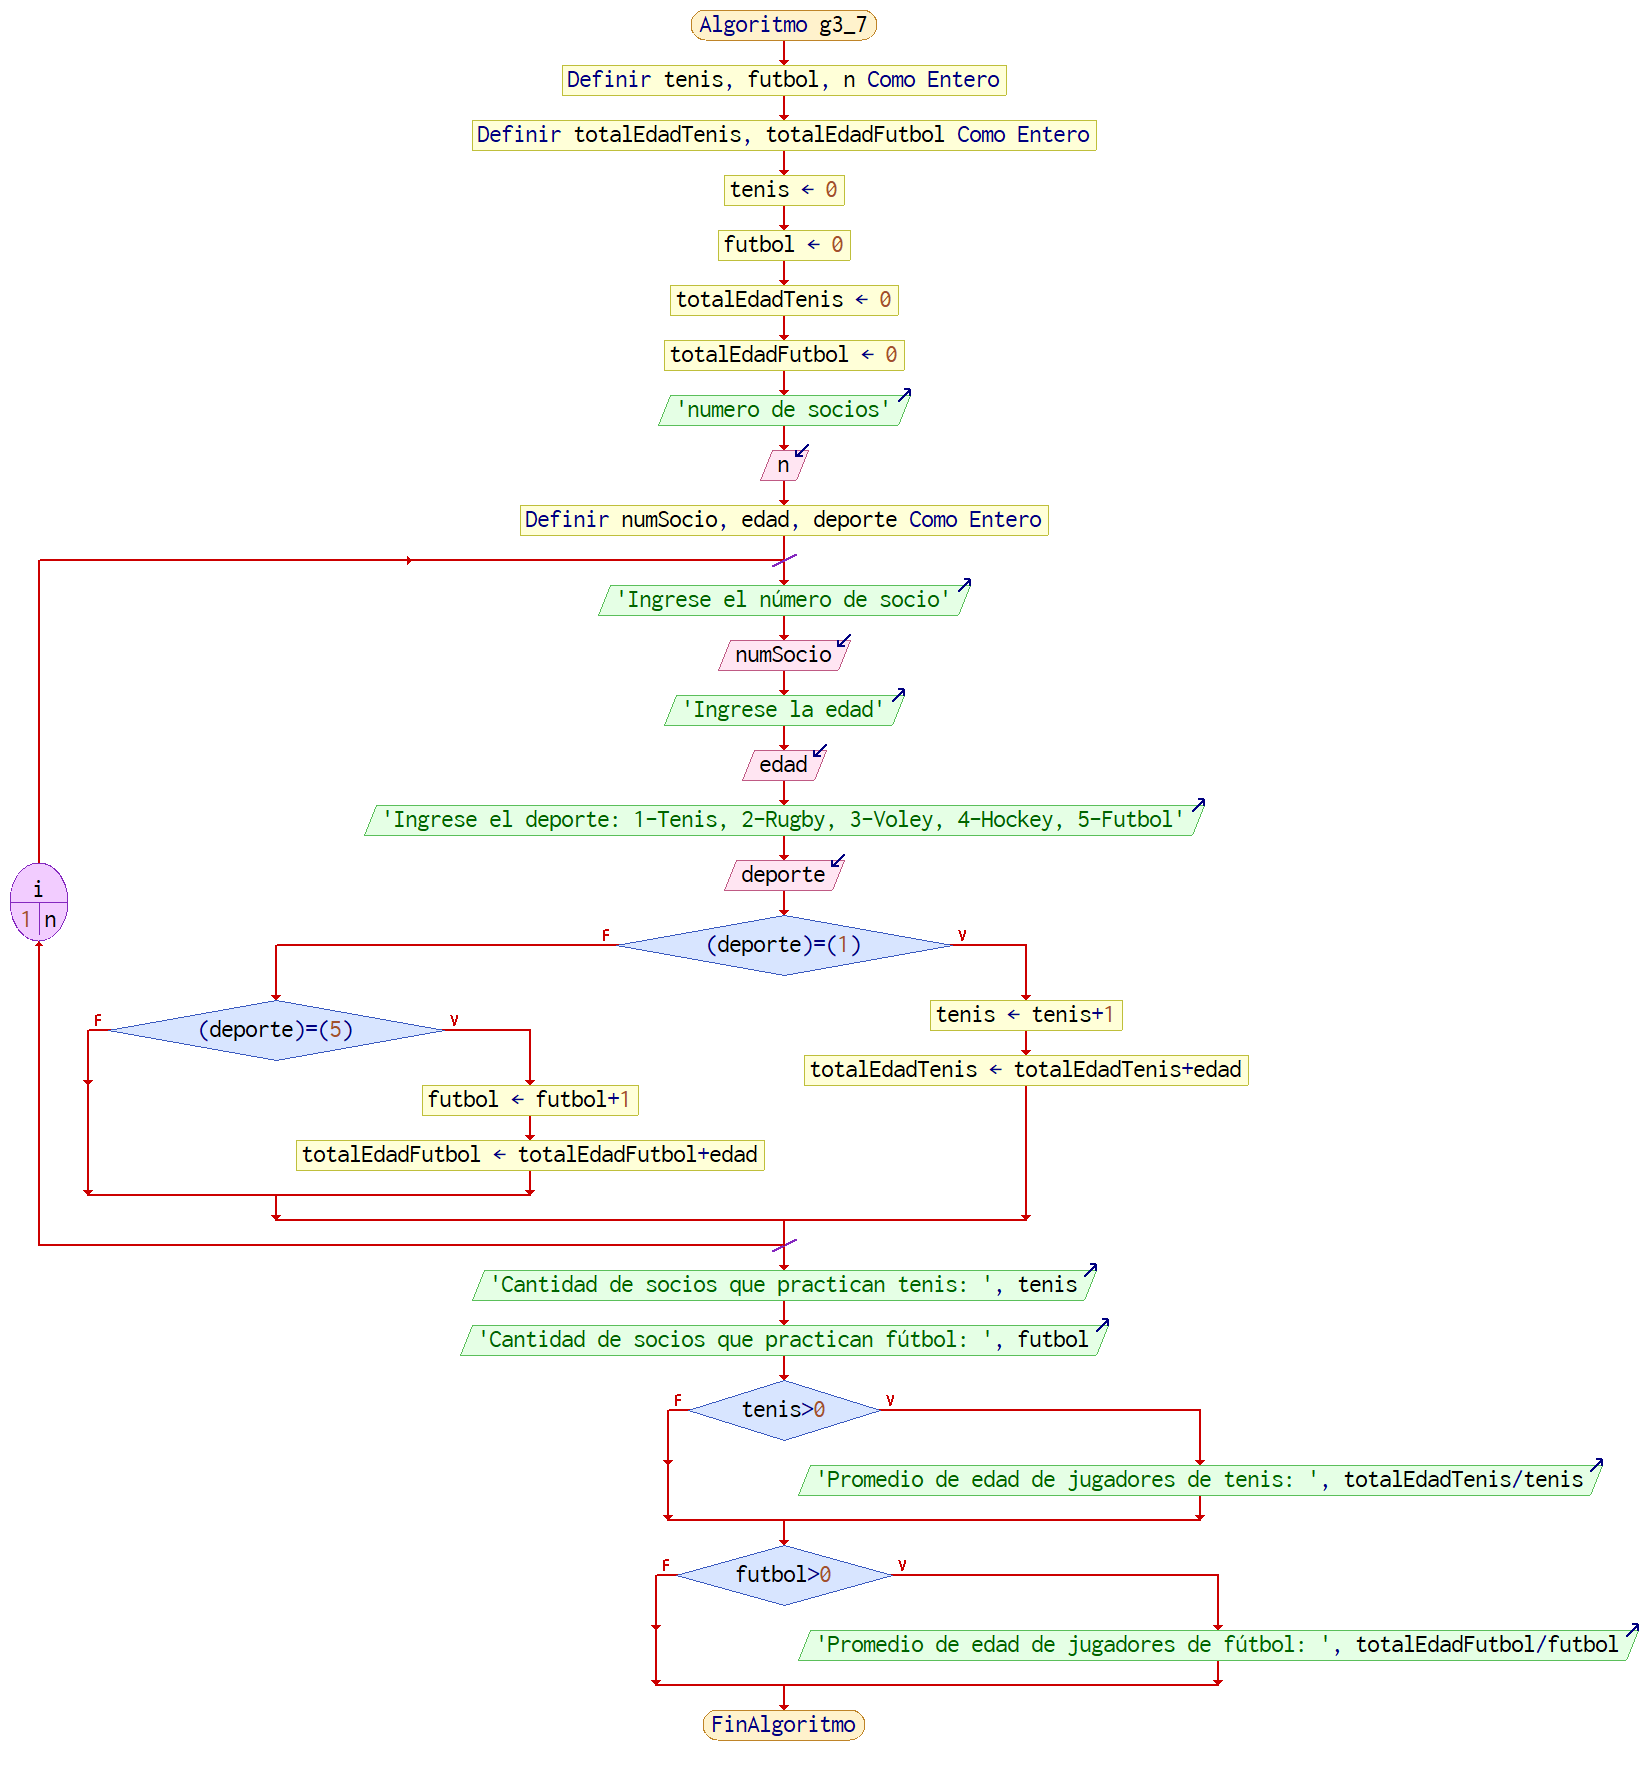 Algoritmo g3_7
Definir tenis, futbol, n Como Entero
Definir totalEdadTenis, totalEdadFutbol Como Entero
tenis ← 0
futbol ← 0
totalEdadTenis ← 0
totalEdadFutbol ← 0
'numero de socios'
n
Definir numSocio, edad, deporte Como Entero
'Ingrese el número de socio'
numSocio
'Ingrese la edad'
edad
'Ingrese el deporte: 1-Tenis, 2-Rugby, 3-Voley, 4-Hockey, 5-Futbol'
deporte
i
1 n
F (deporte)=(1) V
tenis ← tenis+1
F (deporte)=(5) V
totalEdadTenis ← totalEdadTenis+edad
futbol ← futbol+1
totalEdadFutbol ← totalEdadFutbol+edad
'Cantidad de socios que practican tenis: ', tenis
'Cantidad de socios que practican fútbol: ', futbol
F tenis>0 V
'Promedio de edad de jugadores de tenis: ', totalEdadTenis/tenis
F futbol>0 V
'Promedio de edad de jugadores de fútbol: ', totalEdadFutbol/futbol
FinAlgoritmo